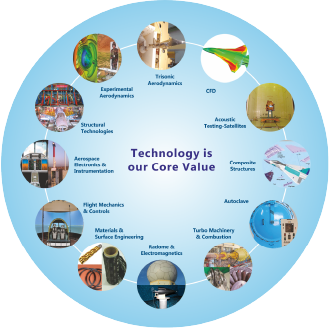 Trisonic
Aerodynamics
CFD
Acoustic
Testing-Satellites
Composite
Structures
Autoclave
Turbo Machinery
& Combustion
Radome &
Electromagnetics
Materials &
Surface Engineering
Flight Mechanics
& Controls
Aerospace
Electronics &
Instrumentation
Structural
Technologies
Experimental
Aerodynamics
Technology is
our Core Value